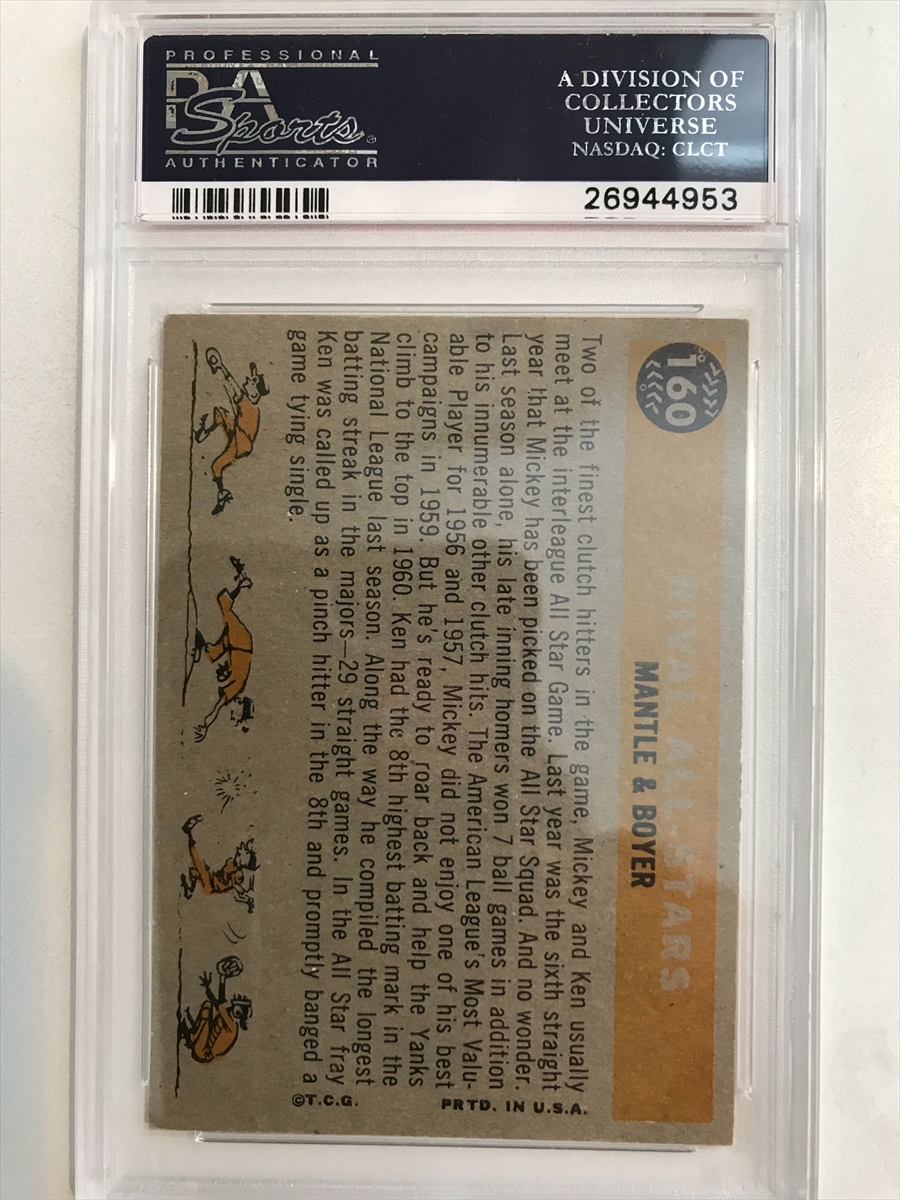 PROFESSIONAL
PSA
Sports
AUTHENTICATOR
A DIVISION OF
COLLECTORS
UNIVERSE
NASDAQ: CLCT
26944953
160
RIVAL ALL-STARS
MANTLE & BOYER
Two of the finest clutch hitters in the game, Mickey and Ken usually
meet at the interleague All Star Game. Last year was the sixth straight
year that Mickey has been picked on the All Star Squad. And no wonder.
Last season alone, his late inning homers won 7 ball games in addition
to his innumerable other clutch hits. The American League's Most Valu-
able Player for 1956 and 1957, Mickey did not enjoy one of his best
campaigns in 1959. But he's ready to roar back and help the Yanks
climb to the top in 1960. Ken had the 8th highest batting mark in the
National League last season. Along the way he compiled the longest
batting streak in the majors—29 straight games. In the All Star fray
Ken was called up as a pinch hitter in the 8th and promptly banged a
game tying single.
©T.C.G.
PRTD. IN U.S.A.